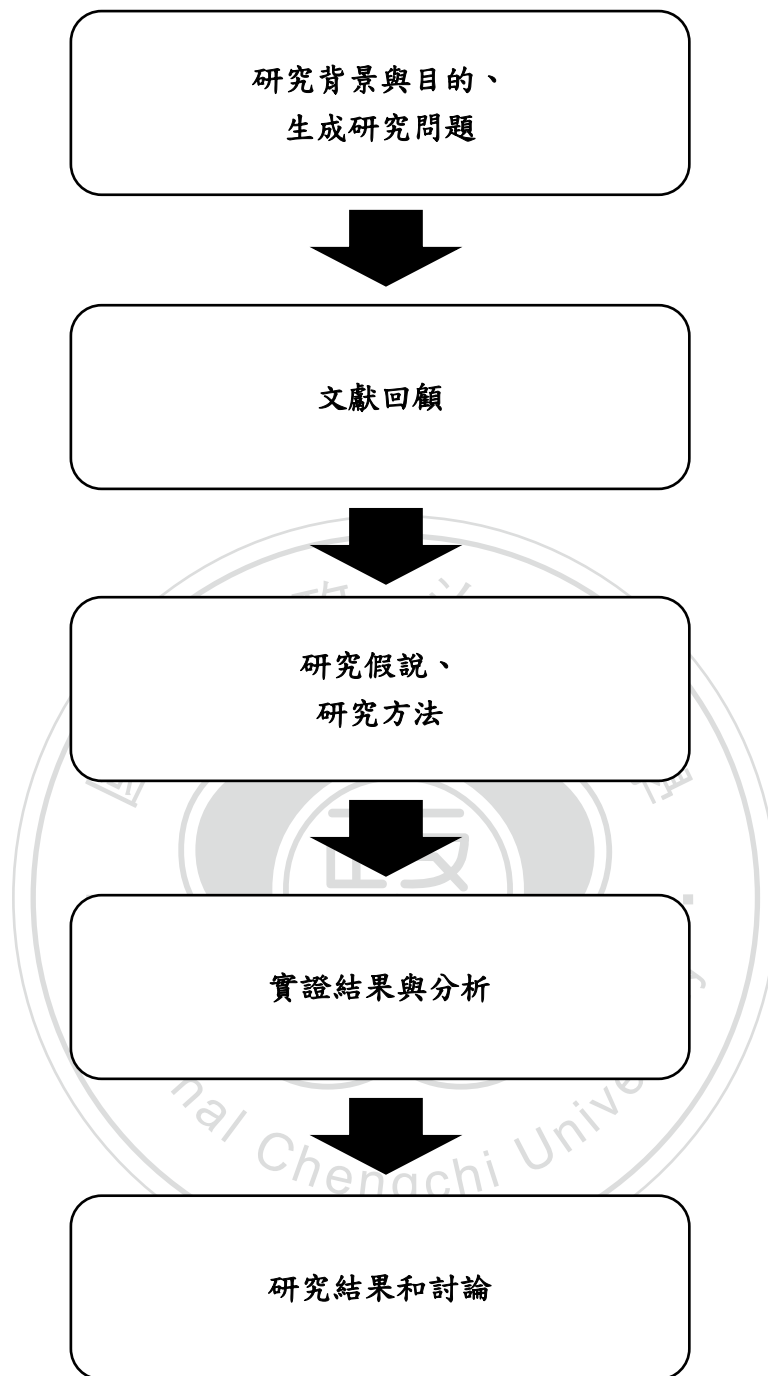 研究背景與目的、
生成研究問題
文獻回顧
研究假說、
研究方法
實證結果與分析
Chengchi
研究結果和討論